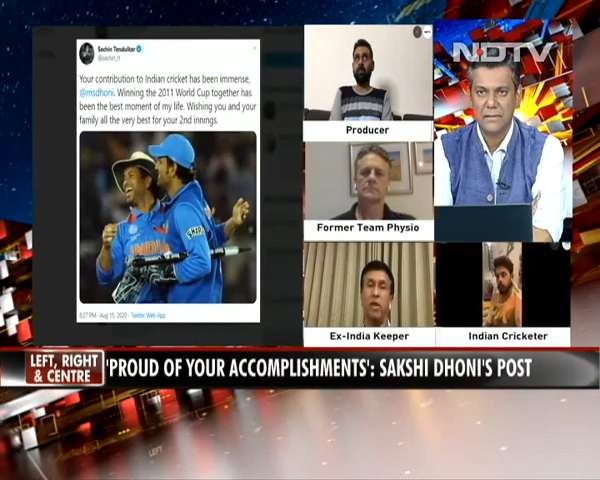 Sachin Tendulkar
@sachin_rt
Your contribution to Indian cricket has been immense,
@msdhoni. Winning the 2011 World Cup together has
been the best moment of my life. Wishing you and your
family all the very best for your 2nd innings.
9:27 PM · Aug 15, 2020 · Twitter Web App
NDTV
Producer
Former Team Physio
Ex-India Keeper
Indian Cricketer
LEFT, RIGHT
& CENTRE
'PROUD OF YOUR ACCOMPLISHMENTS': SAKSHI DHONI'S POST